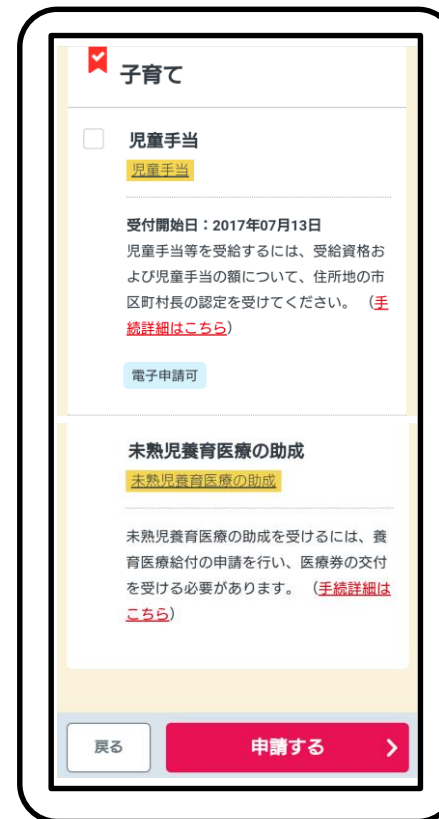 子育て
児童手当
児童手当
受付開始日：2017年07月13日
児童手当等を受給するには、受給資格お
よび児童手当の額について、住所地の市
区町村長の認定を受けてください。（手
続詳細はこちら）
電子申請可
未熟児養育医療の助成
未熟児養育医療の助成
未熟児養育医療の助成を受けるには、養
育医療給付の申請を行い、医療券の交付
を受ける必要があります。（手続詳細は
こちら）
戻る
申請する